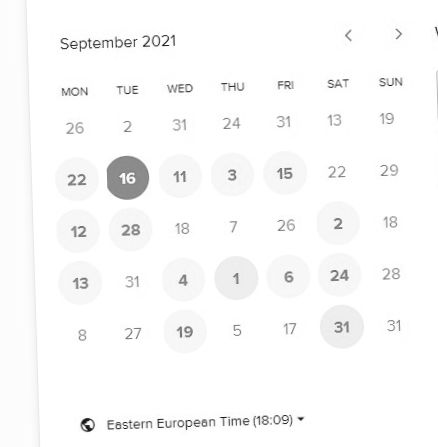 September 2021
MON TUE WED THU FRI SAT SUN
26 2 31 24 31 13 19
22 16 11 3 15 22 29
12 28 18 7 26 2 18
13 31 4 1 6 24 28
8 27 19 5 17 31 31
Eastern European Time (18:09)